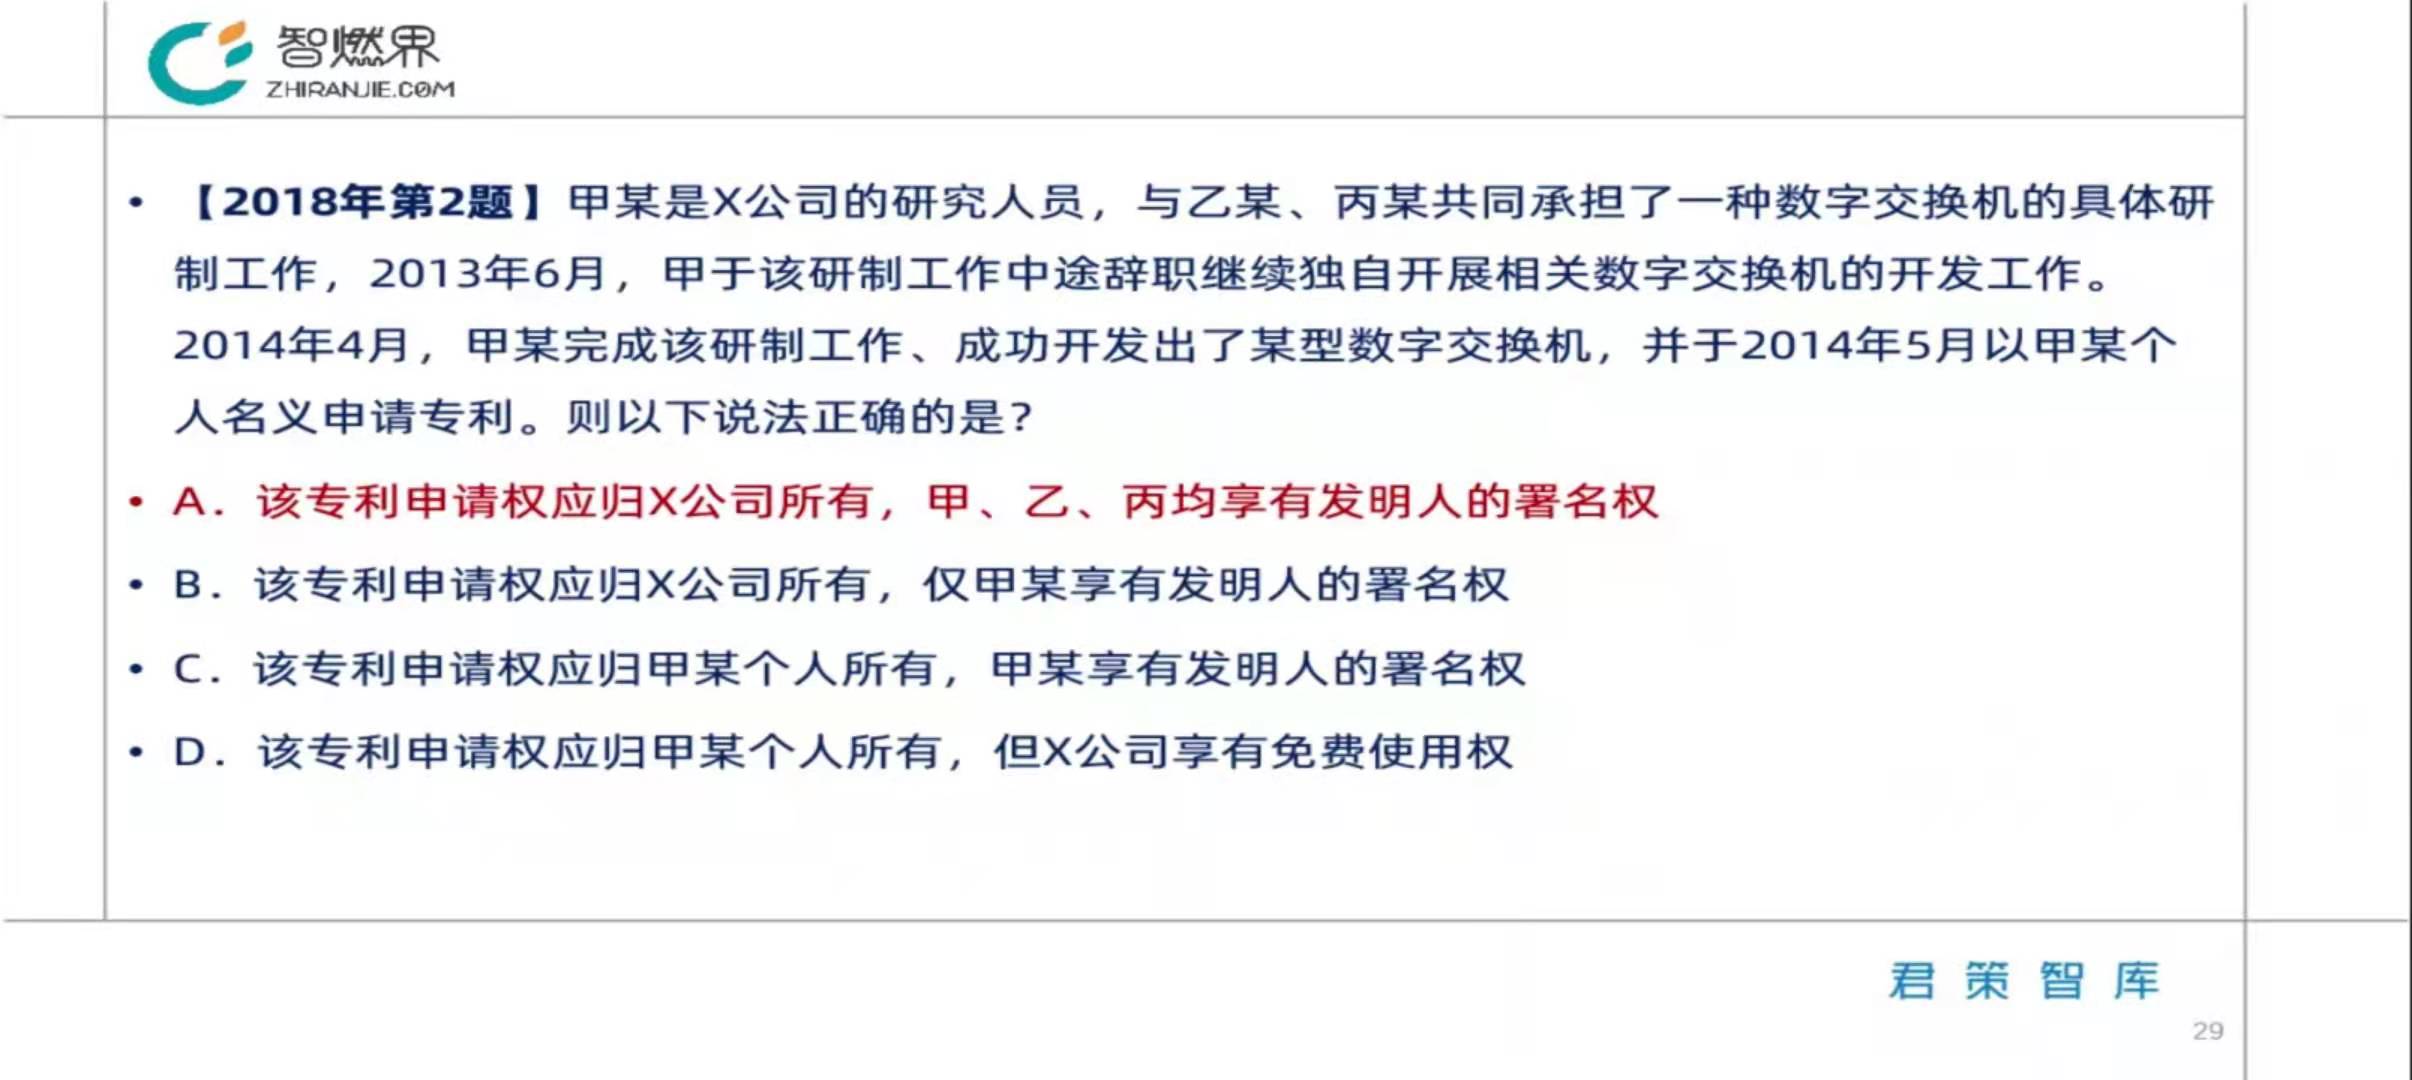 智燃界
ZHIRANJIE.COM
• 【2018年第2题】甲某是X公司的研究人员，与乙某、丙某共同承担了一种数字交换机的具体研
制工作，2013年6月，甲于该研制工作中途辞职继续独自开展相关数字交换机的开发工作。
2014年4月，甲某完成该研制工作、成功开发出了某型数字交换机，并于2014年5月以甲某个
人名义申请专利。则以下说法正确的是？
• A．该专利申请权应归X公司所有，甲、乙、丙均享有发明人的署名权
• B．该专利申请权应归X公司所有，仅甲某享有发明人的署名权
• C．该专利申请权应归甲某个人所有，甲某享有发明人的署名权
• D．该专利申请权应归甲某个人所有，但X公司享有免费使用权
君策智库
29